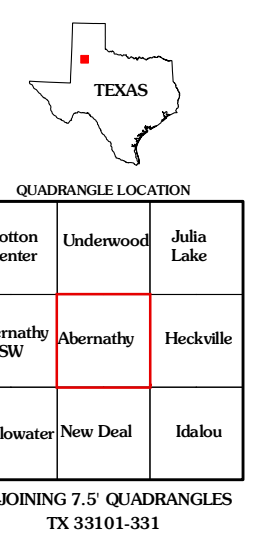 TEXAS
QUADRANGLE LOCATION
otton
enter
Underwood
Julia
Lake
ernathy
SW
Abernathy
Heckville
lowater
New Deal
Idalou
JOINING 7.5' QUADRANGLES
TX 33101-331